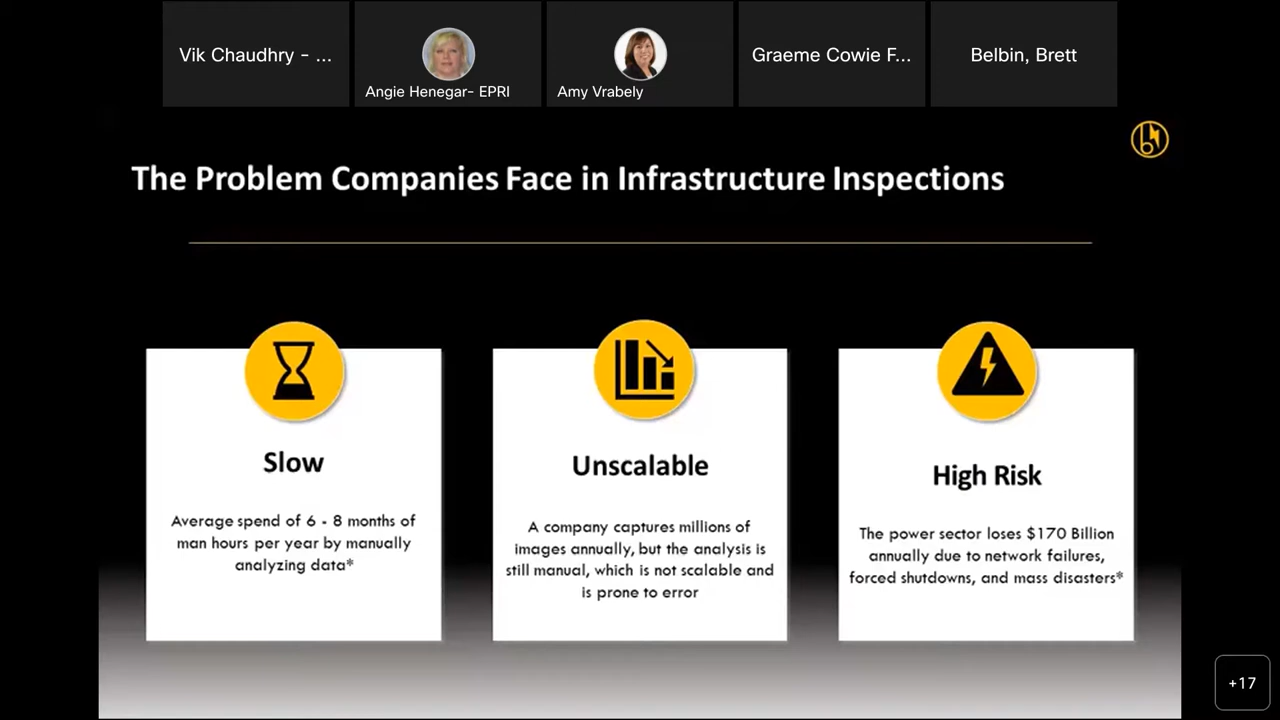 Vik Chaudhry - ...
Angie Henegar- EPRI
Amy Vrabely
Graeme Cowie F...
Belbin, Brett
The Problem Companies Face in Infrastructure Inspections
Slow
Average spend of 6 - 8 months of
man hours per year by manually
analyzing data*
Unscalable
A company captures millions of
images annually, but the analysis is
still manual, which is not scalable and
is prone to error
High Risk
The power sector loses $170 Billion
annually due to network failures,
forced shutdowns, and mass disasters*
+17